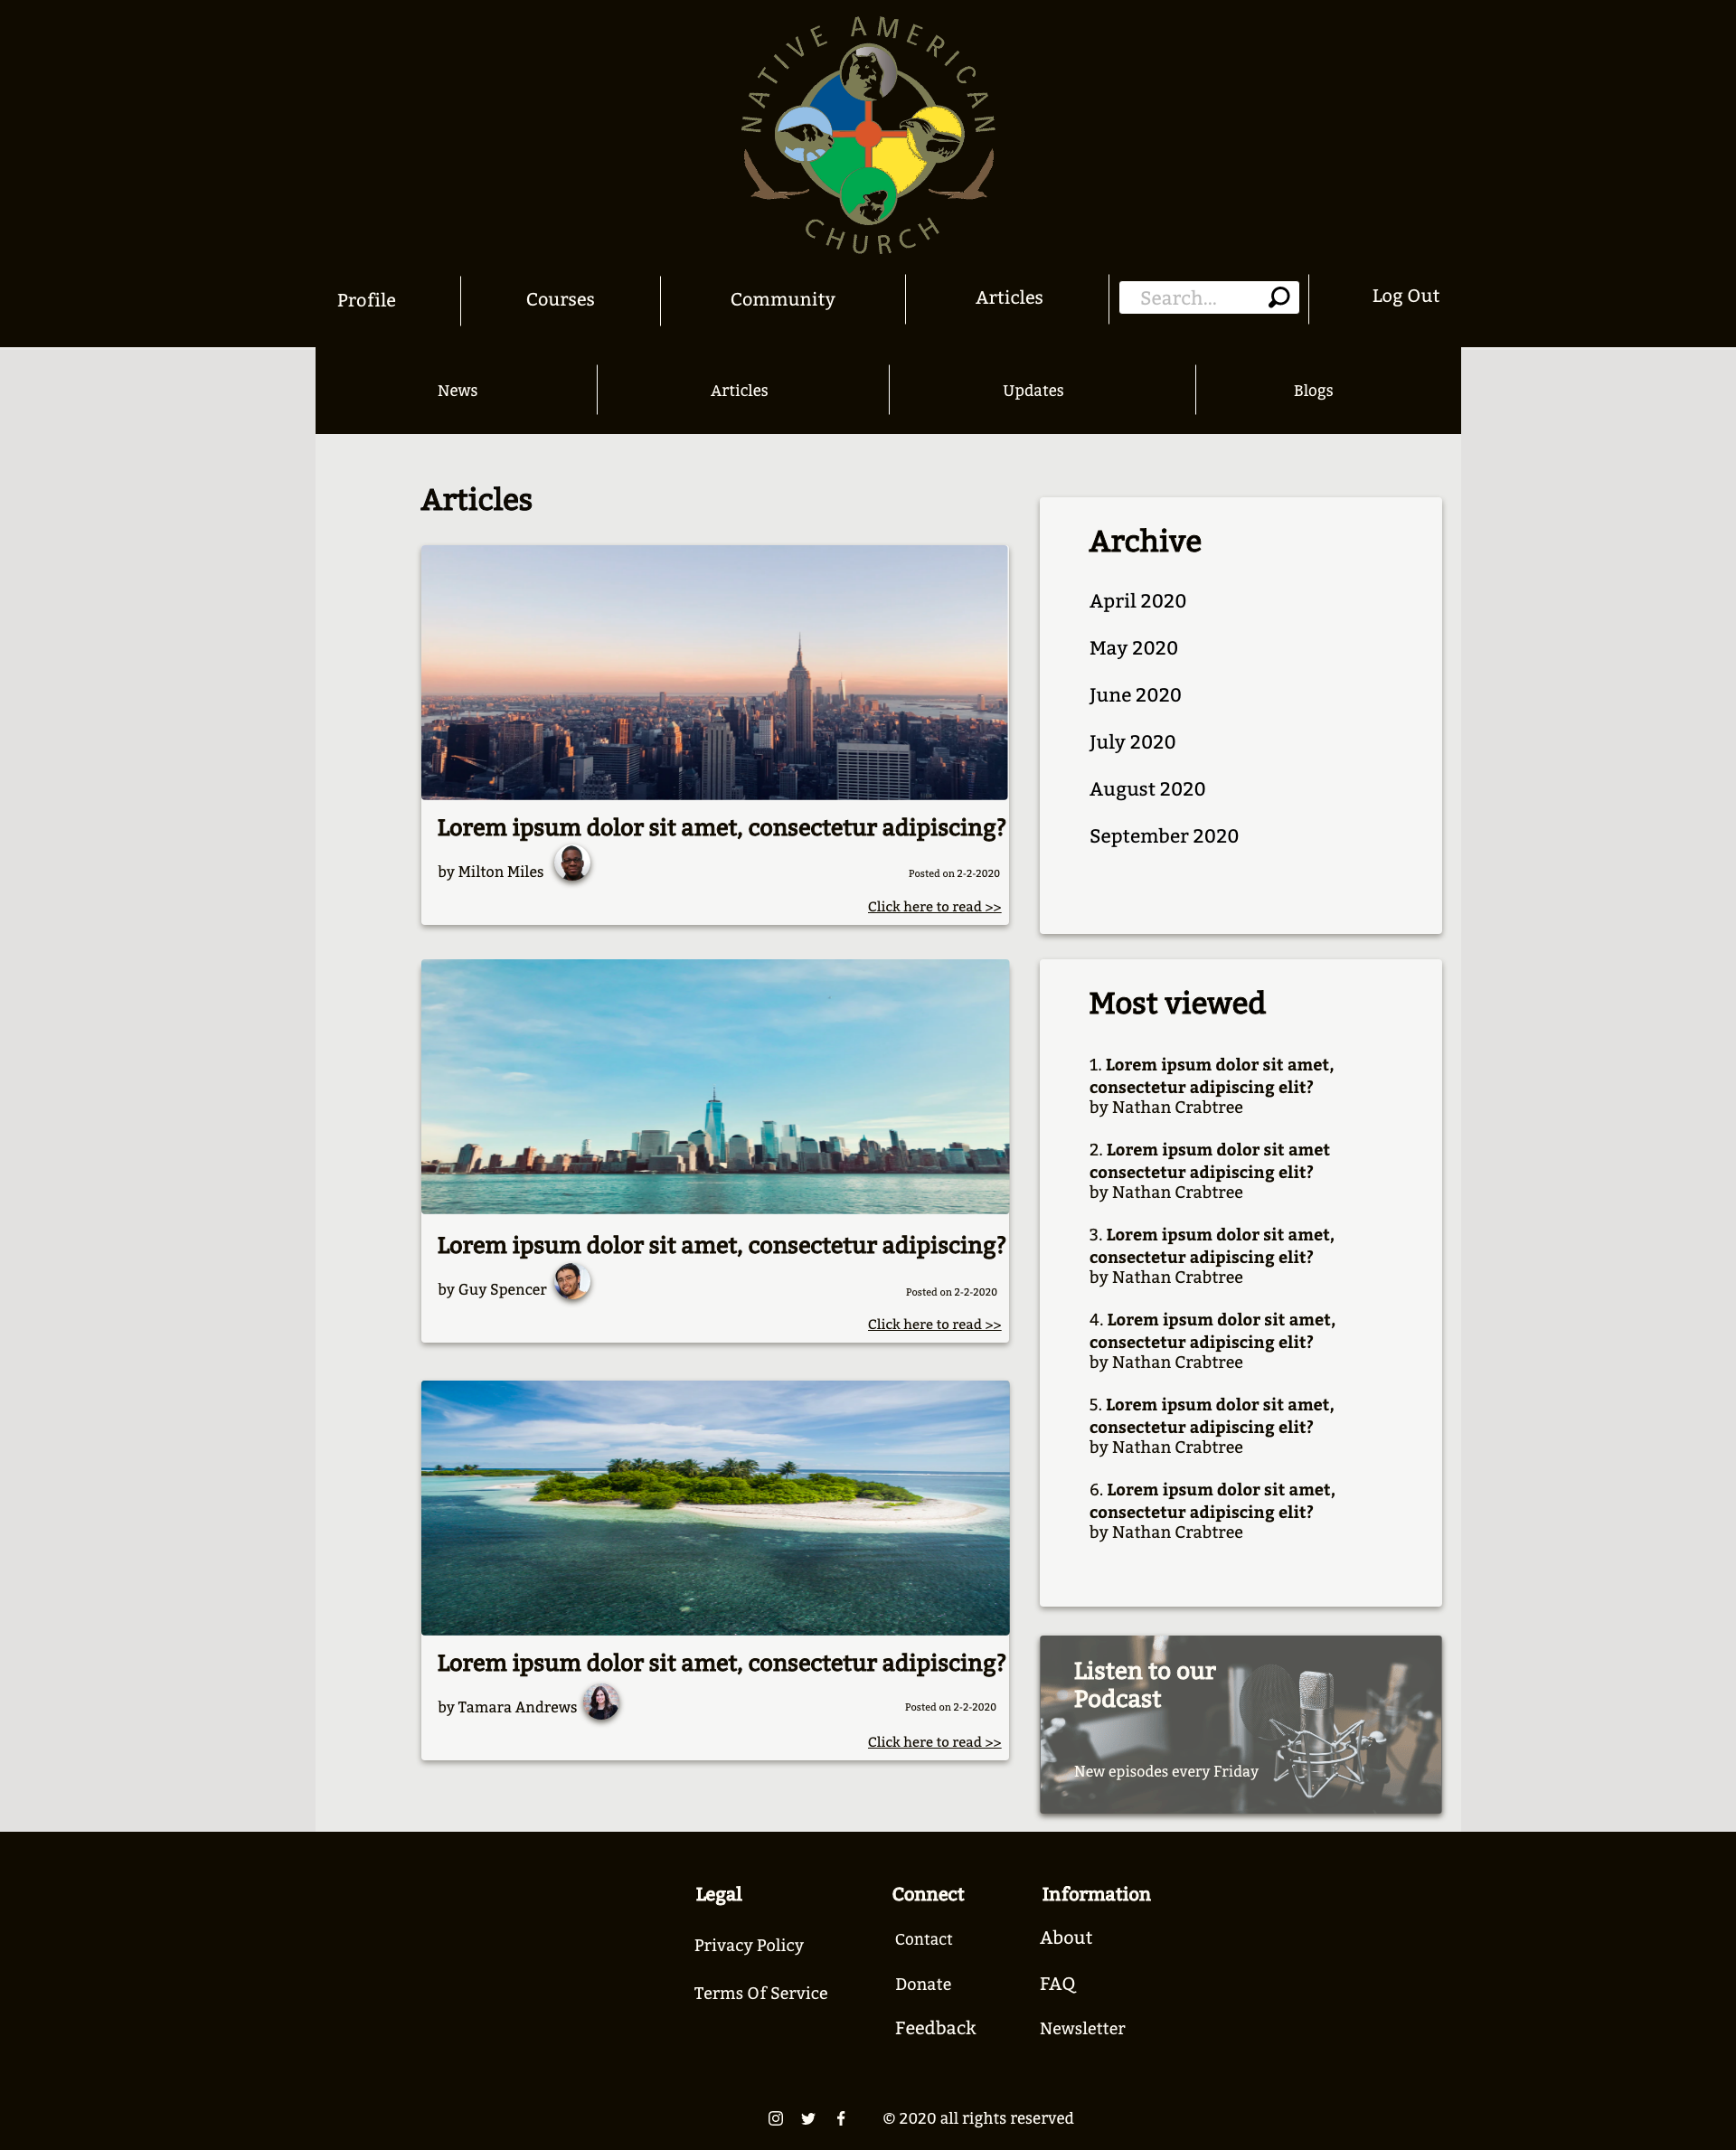 NATIVE AMERICAN
CHURCH
Profile
Courses
Community
Articles
Search...
Log Out
News
Articles
Updates
Blogs
Articles
Lorem ipsum dolor sit amet, consectetur adipiscing?
by Milton Miles
Posted on 2-2-2020
Click here to read >>
Lorem ipsum dolor sit amet, consectetur adipiscing?
by Guy Spencer
Posted on 2-2-2020
Click here to read >>
Lorem ipsum dolor sit amet, consectetur adipiscing?
by Tamara Andrews
Posted on 2-2-2020
Click here to read >>
Archive
April 2020
May 2020
June 2020
July 2020
August 2020
September 2020
Most viewed
1. Lorem ipsum dolor sit amet,
consectetur adipiscing elit?
by Nathan Crabtree
2. Lorem ipsum dolor sit amet
consectetur adipiscing elit?
by Nathan Crabtree
3. Lorem ipsum dolor sit amet,
consectetur adipiscing elit?
by Nathan Crabtree
4. Lorem ipsum dolor sit amet,
consectetur adipiscing elit?
by Nathan Crabtree
5. Lorem ipsum dolor sit amet,
consectetur adipiscing elit?
by Nathan Crabtree
6. Lorem ipsum dolor sit amet,
consectetur adipiscing elit?
by Nathan Crabtree
Listen to our
Podcast
New episodes every Friday
Legal
Privacy Policy
Terms Of Service
Connect
Contact
Donate
Feedback
Information
About
FAQ
Newsletter
© 2020 all rights reserved